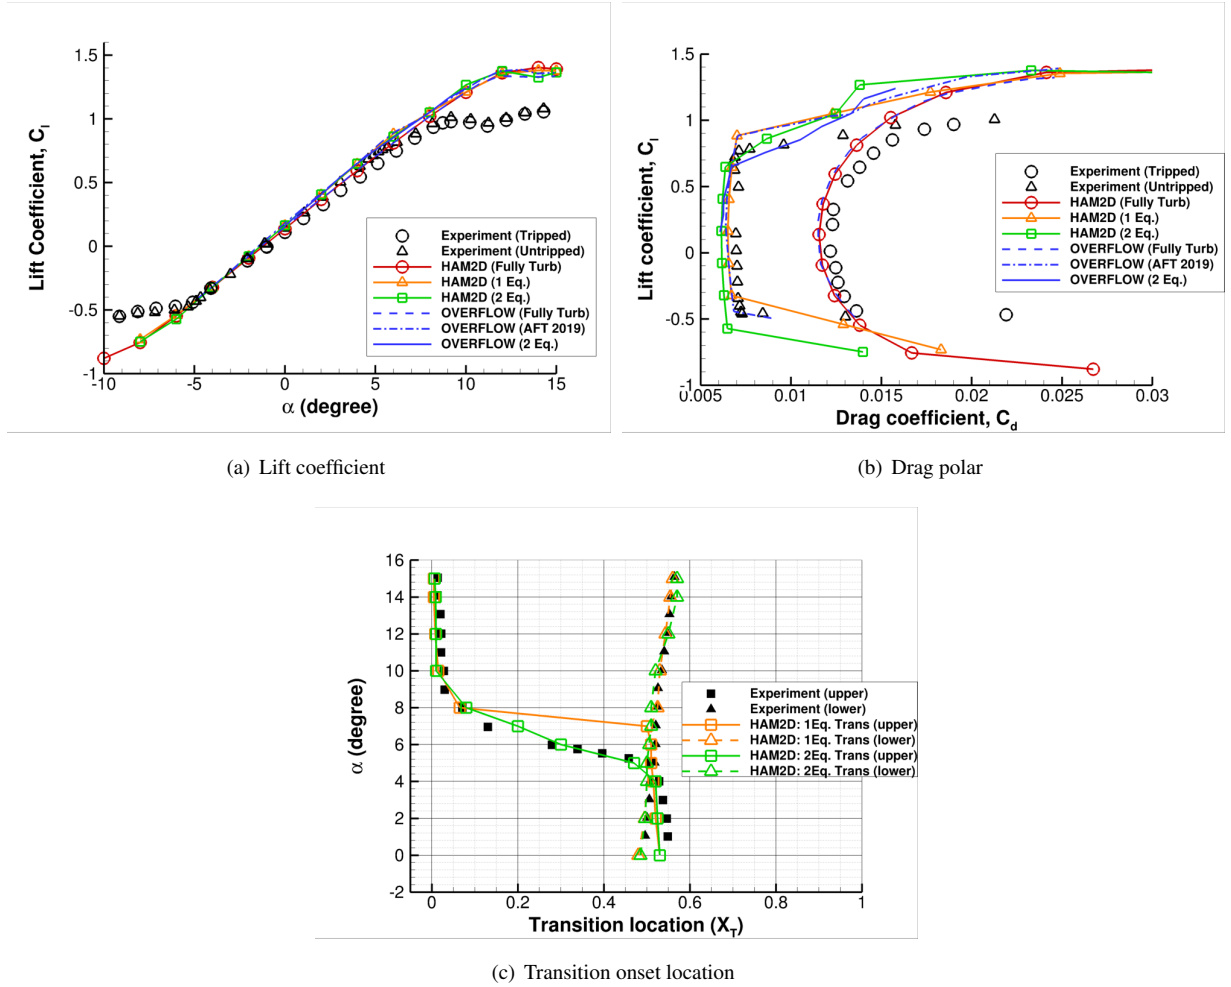 1.5
1
0.5
0
-0.5
-1
-10
-5
0
5
10
15
Lift Coefficient, Cl
α (degree)
Experiment (Tripped)
Experiment (Untripped)
HAM2D (Fully Turb)
HAM2D (1 Eq.)
HAM2D (2 Eq.)
OVERFLOW (Fully Turb)
OVERFLOW (AFT 2019)
OVERFLOW (2 Eq.)
(a) Lift coefficient
1.5
1
0.5
0
-0.5
-1
0.005
0.01
0.015
0.02
0.025
0.03
Lift coefficient, Cl
Drag coefficient, Cd
Experiment (Tripped)
Experiment (Untripped)
HAM2D (Fully Turb)
HAM2D (1 Eq.)
HAM2D (2 Eq.)
OVERFLOW (Fully Turb)
OVERFLOW (AFT 2019)
OVERFLOW (2 Eq.)
(b) Drag polar
16
14
12
10
8
6
4
2
0
-2
0
0.2
0.4
0.6
0.8
1
α (degree)
Transition location (XT)
Experiment (upper)
Experiment (lower)
HAM2D: 1Eq. Trans (upper)
HAM2D: 1Eq. Trans (lower)
HAM2D: 2Eq. Trans (upper)
HAM2D: 2Eq. Trans (lower)
(c) Transition onset location